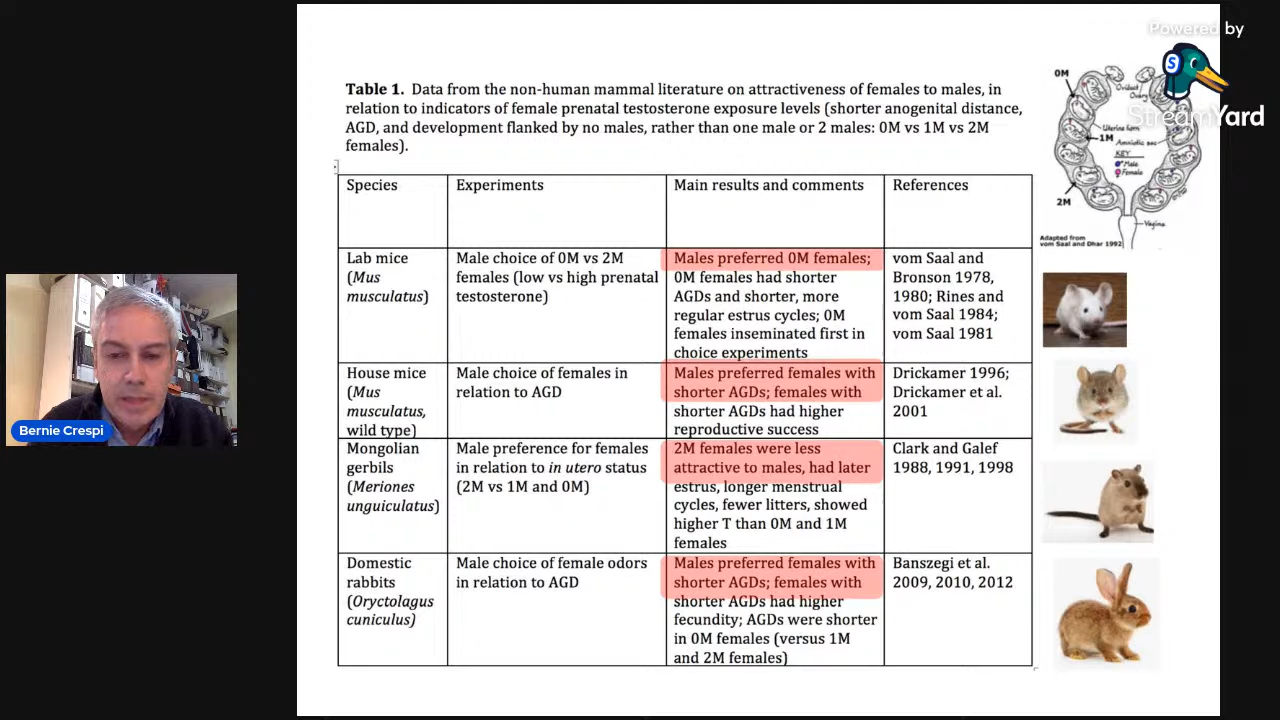 Powered by
StreamYard
Table 1. Data from the non-human mammal literature on attractiveness of females to males, in
relation to indicators of female prenatal testosterone exposure levels (shorter anogenital distance,
AGD, and development flanked by no males, rather than one male or 2 males: 0M vs 1M vs 2M
females).
Species
Experiments
Main results and comments
References
Lab mice
(Mus
musculatus)
Male choice of 0M vs 2M
females (low vs high prenatal
testosterone)
Males preferred 0M females;
0M females had shorter
AGDs and shorter, more
regular estrus cycles; 0M
females inseminated first in
choice experiments
vom Saal and
Bronson 1978,
1980; Rines and
vom Saal 1984;
vom Saal 1981
House mice
(Mus
musculatus,
wild type)
Male choice of females in
relation to AGD
Males preferred females with
shorter AGDs; females with
shorter AGDs had higher
reproductive success
Drickamer 1996;
Drickamer et al.
2001
Mongolian
gerbils
(Meriones
unguiculatus)
Male preference for females
in relation to in utero status
(2M vs 1M and 0M)
2M females were less
attractive to males, had later
estrus, longer menstrual
cycles, fewer litters, showed
higher T than 0M and 1M
females
Clark and Galef
1988, 1991, 1998
Domestic
rabbits
(Oryctolagus
cuniculus)
Male choice of female odors
in relation to AGD
Males preferred females with
shorter AGDs; females with
shorter AGDs had higher
fecundity; AGDs were shorter
in 0M females (versus 1M
and 2M females)
Banszegi et al.
2009, 2010, 2012
0M
Oviduct
Ovary
Uterine horn
1M
Amniotic sac
KEY
Male
Female
2M
Vagina
Adapted from
vom Saal and Dhar 1992
Bernie Crespi